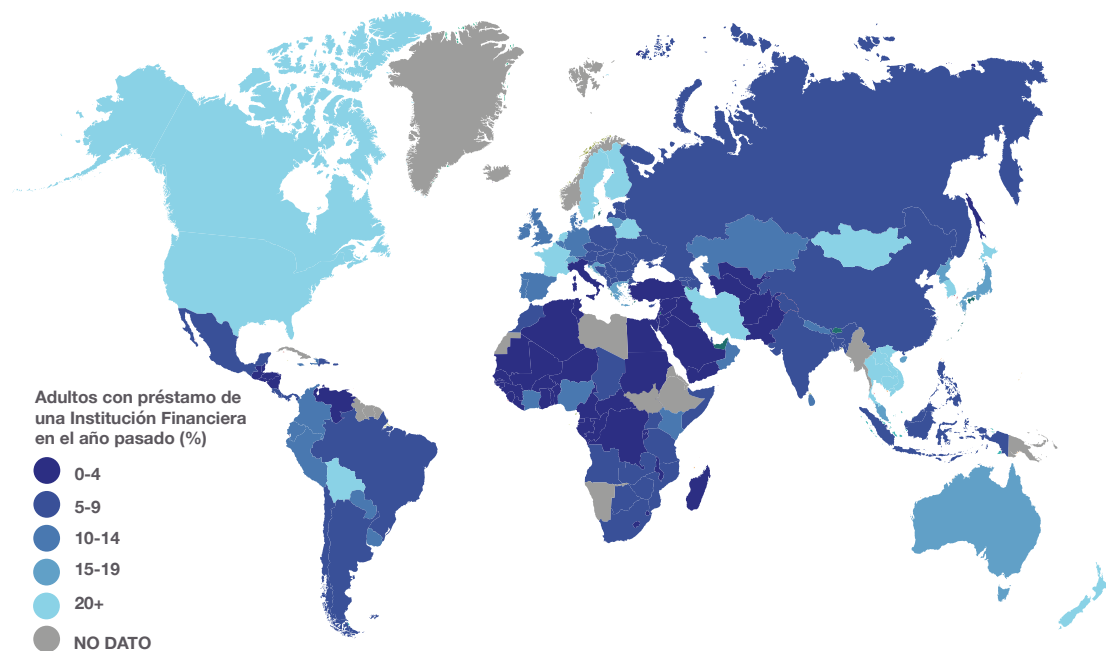 Adultos con préstamo de
una Institución Financiera
en el año pasado (%)
0-4
5-9
10-14
15-19
20+
NO DATO